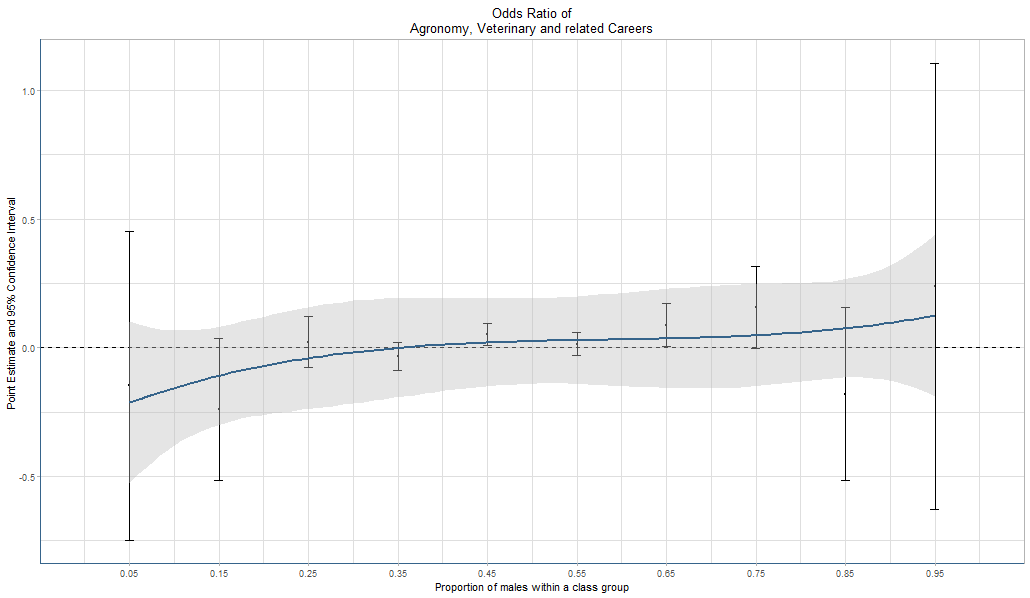 Odds Ratio of
Agronomy, Veterinary and related Careers
Point Estimate and 95% Confidence Interval
1.0
0.5
0.0
-0.5
0.05 0.15 0.25 0.35 0.45 0.55 0.65 0.75 0.85 0.95
Proportion of males within a class group